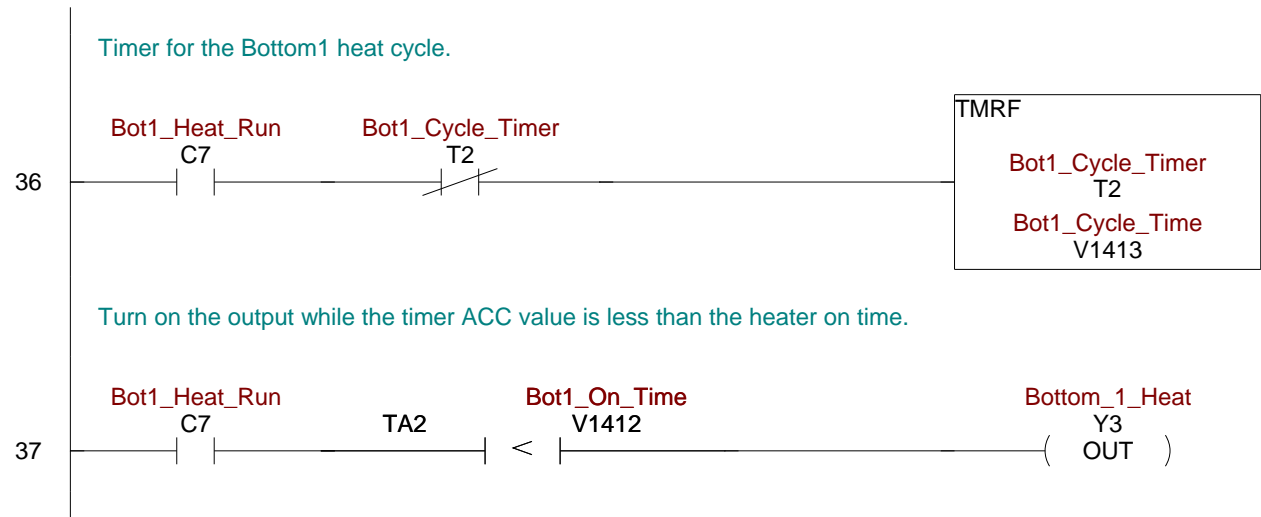 Timer for the Bottom1 heat cycle.
TMRF
Bot1_Heat_Run
Bot1_Cycle_Timer
C7
T2
36
Bot1_Cycle_Timer
T2
Bot1_Cycle_Time
V1413
Turn on the output while the timer ACC value is less than the heater on time.
Bot1_Heat_Run
Bot1_On_Time
Bottom_1_Heat
C7
TA2
V1412
Y3
37
<
( OUT )